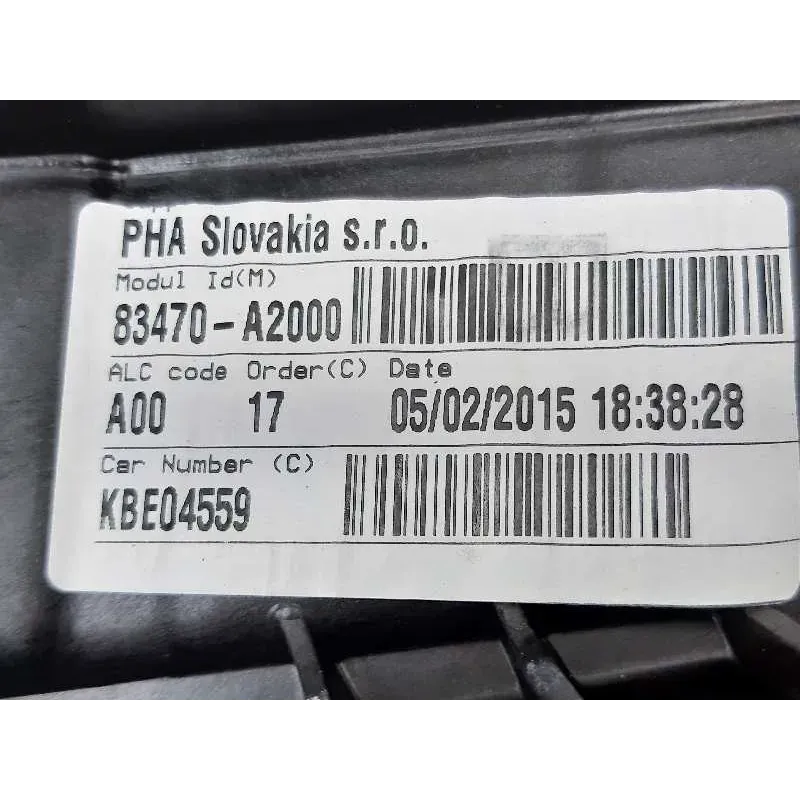 PHA Slovakia s.r.o.
Modul Id(M)
83470-A2000
ALC code Order(C) Date
A00 17 05/02/2015 18:38:28
Car Number (C)
KBE04559